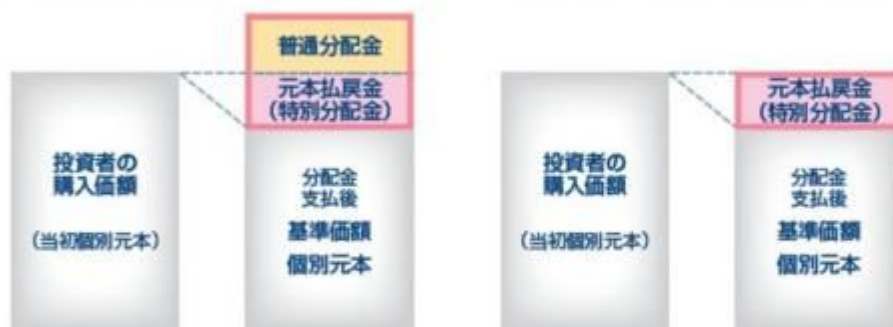 普通分配金
元本払戻金
（特別分配金）
投資者の
購入価額
（当初個別元本）
分配金
支払後
基準価額
個別元本
元本払戻金
（特別分配金）
投資者の
購入価額
（当初個別元本）
分配金
支払後
基準価額
個別元本